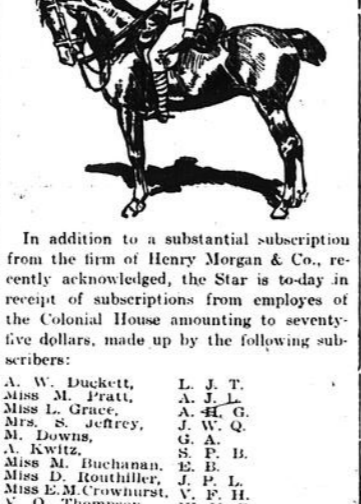 In addition to a substantial subscription
from the firm of Henry Morgan & Co., re-
cently acknowledged, the Star is to-day in
receipt of subscriptions from employes of
the Colonial House amounting to seventy-
five dollars, made up by the following sub-
scribers:
A. W. Duckett, L. J. T.
Miss M. Pratt, A. J. L.
Miss L. Grace, A. H. G.
Mrs. S. Jeffrey, J. W. Q.
M. Downs, G. A.
A. Kwitz, S. P. B.
Miss M. Buchanan, E. B.
Miss D. Routhiller, J. P. L.
Miss E.M.Crowhurst, V. F. H.